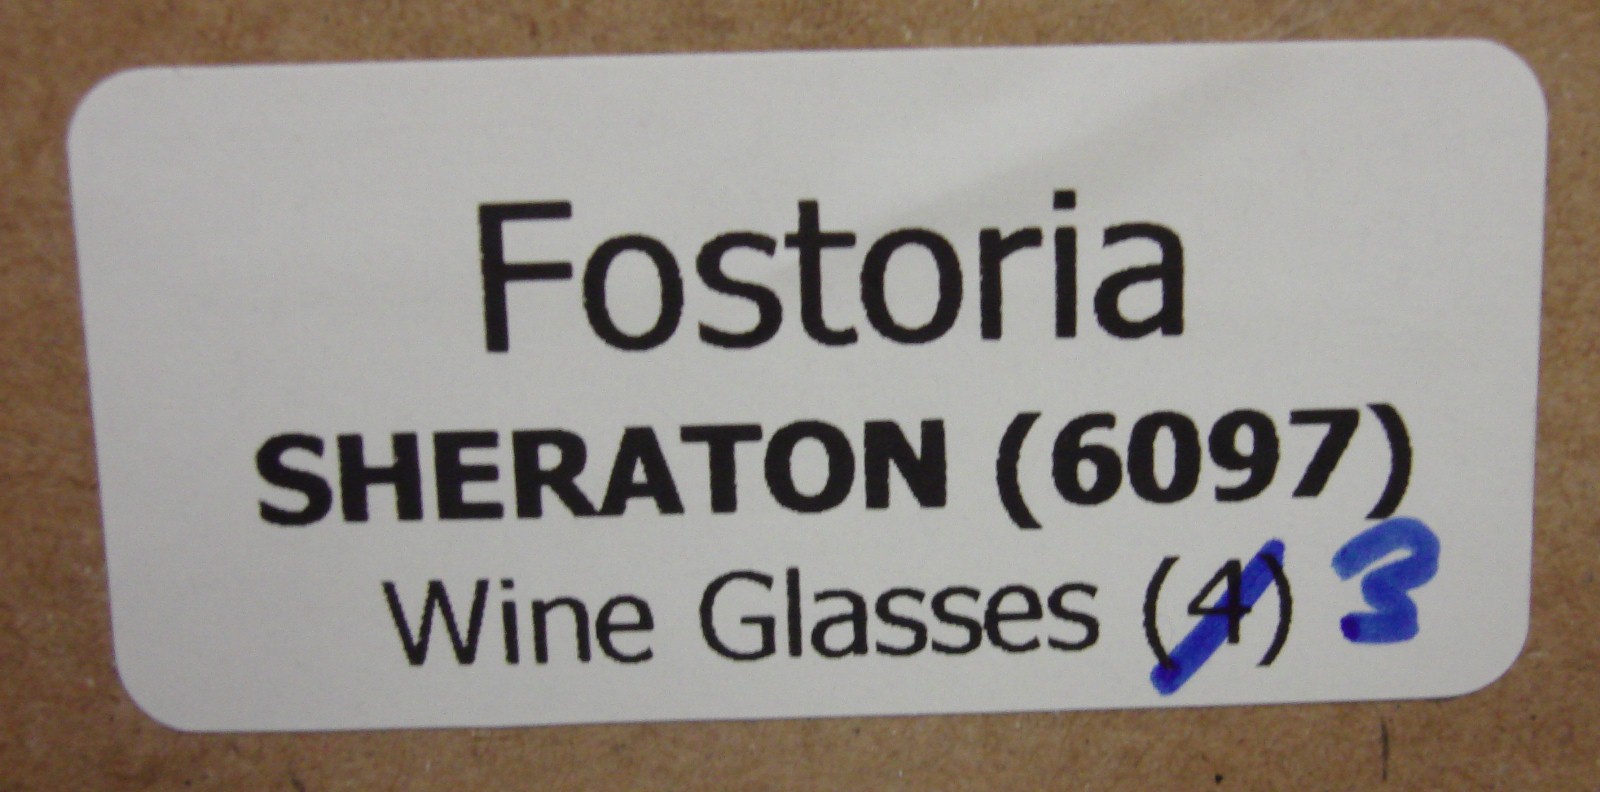 Fostoria
SHERATON (6097)
Wine Glasses (4) 3